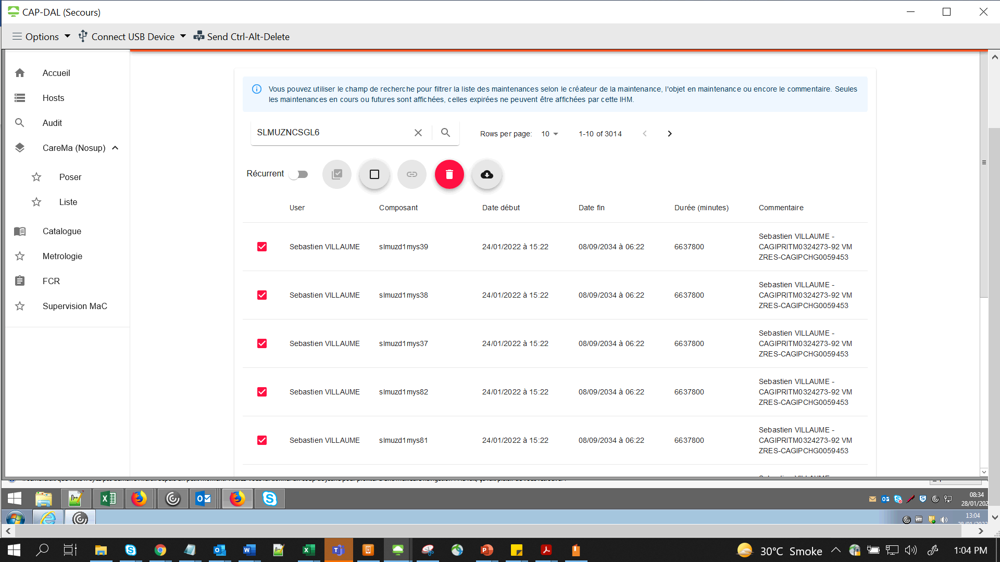 CAP-DAL (Secours)
Options
Connect USB Device
Send Ctrl-Alt-Delete
Accueil
Hosts
Audit
CareMa (Nosup)
Poser
Liste
Catalogue
Metrologie
FCR
Supervision MaC
Vous pouvez utiliser le champ de recherche pour filtrer la liste des maintenances selon le créateur de la maintenance, l'objet en maintenance ou encore le commentaire. Seules
les maintenances en cours ou futures sont affichées, celles expirées ne peuvent être affichées par cette IHM.
SLMUZNCSGL6
Rows per page: 10 1-10 of 3014
Récurrent
User Composant Date début Date fin Durée (minutes) Commentaire
Sebastien VILLAUME -
Sebastien VILLAUME slmuzd1mys39 24/01/2022 à 15:22 08/09/2034 à 06:22 6637800 CAGIPRITM0324273-92 VM
ZRES-CAGIPCHG0059453
Sebastien VILLAUME -
Sebastien VILLAUME slmuzd1mys38 24/01/2022 à 15:22 08/09/2034 à 06:22 6637800 CAGIPRITM0324273-92 VM
ZRES-CAGIPCHG0059453
Sebastien VILLAUME -
Sebastien VILLAUME slmuzd1mys37 24/01/2022 à 15:22 08/09/2034 à 06:22 6637800 CAGIPRITM0324273-92 VM
ZRES-CAGIPCHG0059453
Sebastien VILLAUME -
Sebastien VILLAUME slmuzd1mys82 24/01/2022 à 15:22 08/09/2034 à 06:22 6637800 CAGIPRITM0324273-92 VM
ZRES-CAGIPCHG0059453
Sebastien VILLAUME -
Sebastien VILLAUME slmuzd1mys81 24/01/2022 à 15:22 08/09/2034 à 06:22 6637800 CAGIPRITM0324273-92 VM
ZRES-CAGIPCHG0059453
08:34
28/01/202
13:04
30°C Smoke
1:04 PM